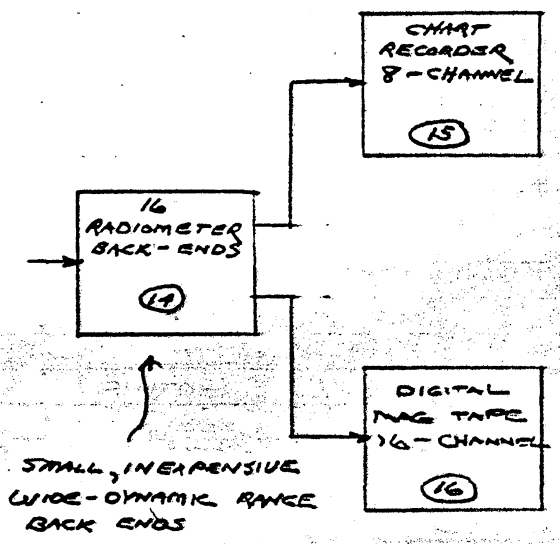 CHART
RECORDER
8-CHANNEL
15
16
RADIOMETER
BACK-ENDS
14
DIGITAL
MAG TAPE
16-CHANNEL
16
SMALL, INEXPENSIVE
WIDE-DYNAMIC RANGE
BACK ENDS